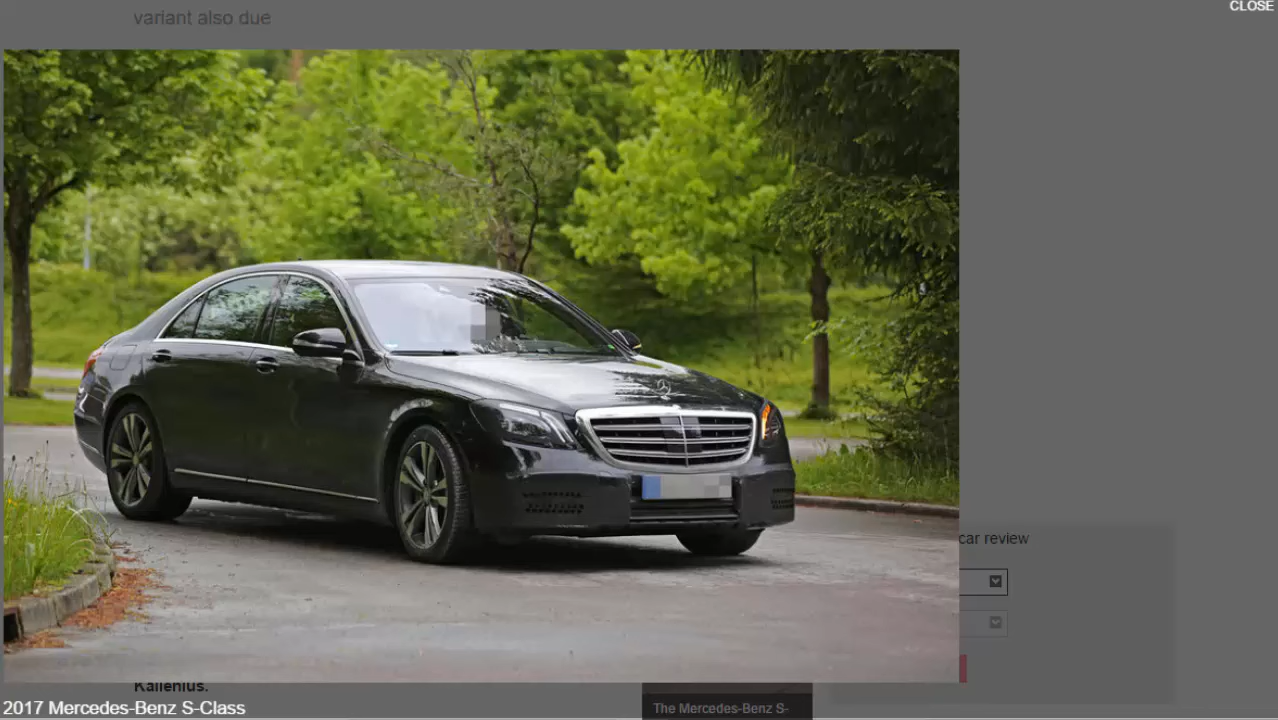 variant also due
CLOSE
car review
Kallenius.
2017 Mercedes-Benz S-Class
The Mercedes-Benz S-